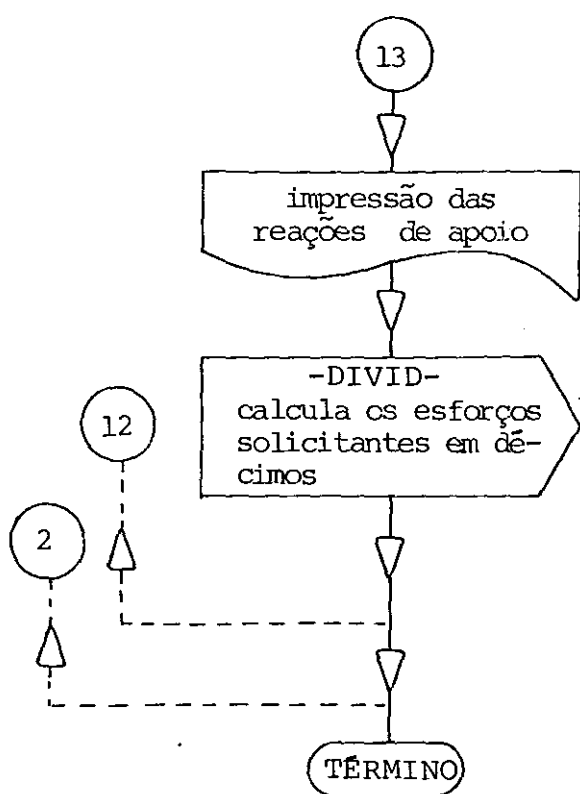 13
impressão das
reações de apoio
-DIVID-
calcula os esforços
solicitantes em dé-
cimos
12
2
TÉRMINO